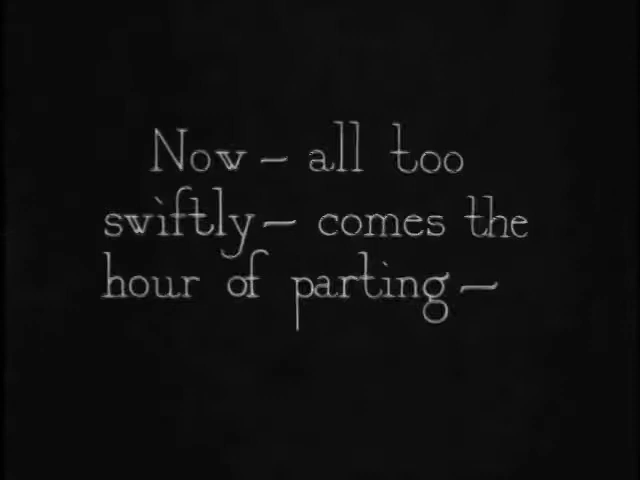 Now — all too
swiftly — comes the
hour of parting —